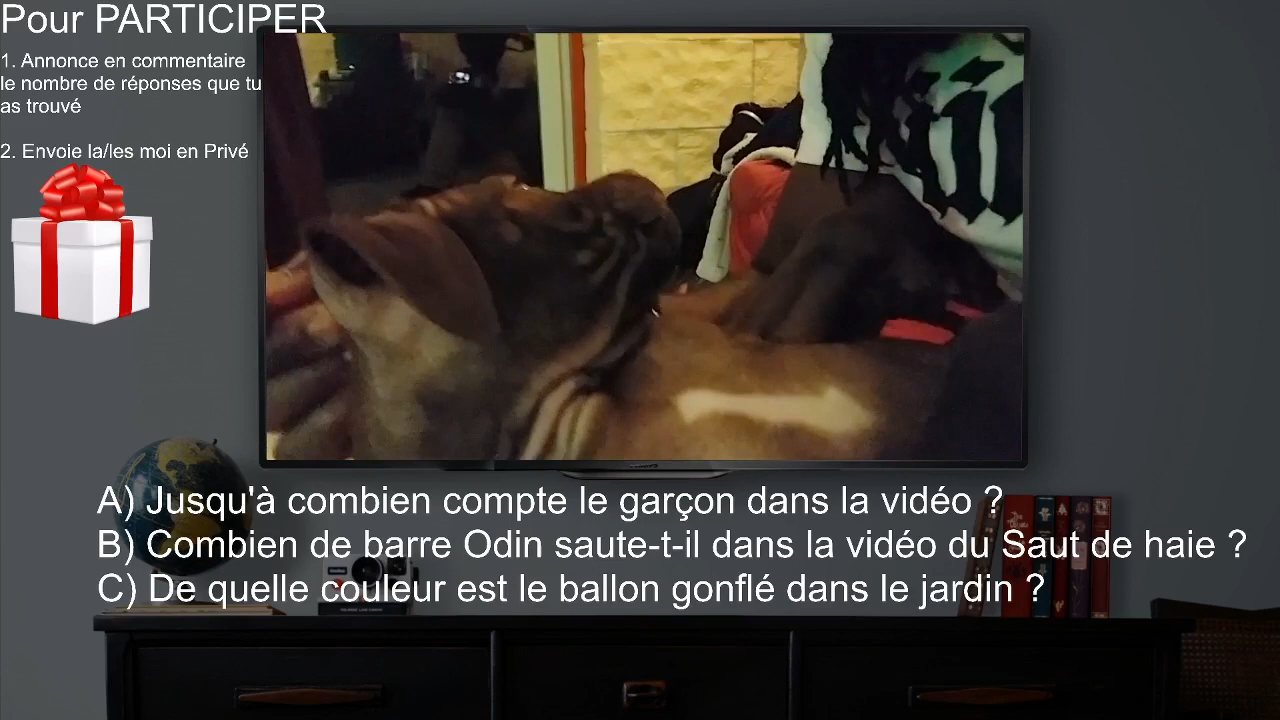 Pour PARTICIPER
1. Annonce en commentaire
le nombre de réponses que tu
as trouvé
2. Envoie la/les moi en Privé
A) Jusqu'à combien compte le garçon dans la vidéo ?
B) Combien de barre Odin saute-t-il dans la vidéo du Saut de haie ?
C) De quelle couleur est le ballon gonflé dans le jardin ?